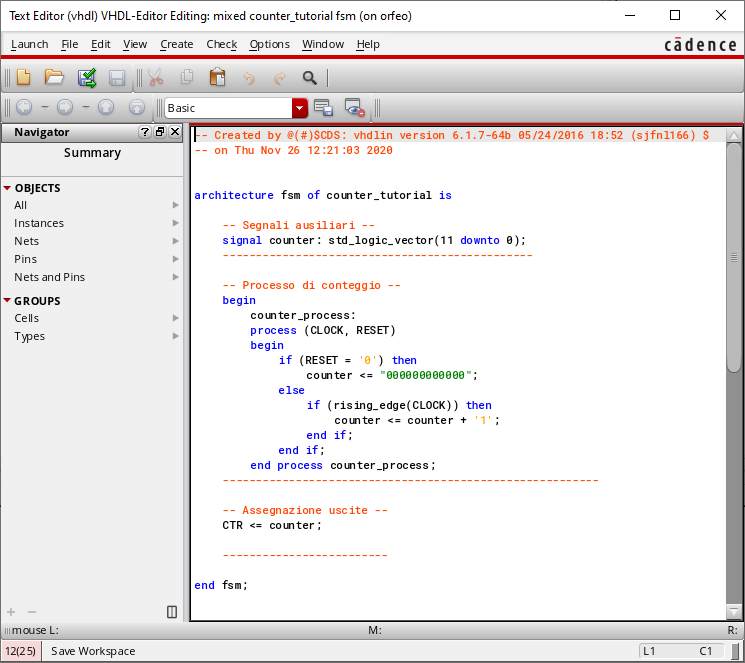 Text Editor (vhdl) VHDL-Editor Editing: mixed counter_tutorial fsm (on orfeo)
Launch File Edit View Create Check Options Window Help
cādence
Basic
Navigator
Summary
OBJECTS
All
Instances
Nets
Pins
Nets and Pins
GROUPS
Cells
Types
-- Created by @(#)$CDS: vhdlin version 6.1.7-64b 05/24/2016 18:52 (sjfnl166) $
-- on Thu Nov 26 12:21:03 2020
architecture fsm of counter_tutorial is
-- Segnali ausiliari --
signal counter: std_logic_vector(11 downto 0);
-----------------------------------------------
-- Processo di conteggio --
begin
counter_process:
process (CLOCK, RESET)
begin
if (RESET = '0') then
counter <= "000000000000";
else
if (rising_edge(CLOCK)) then
counter <= counter + '1';
end if;
end if;
end process counter_process;
---------------------------------------------------------
-- Assegnazione uscite --
CTR <= counter;
-------------------------
end fsm;
mouse L: M: R:
12(25) Save Workspace L1 C1